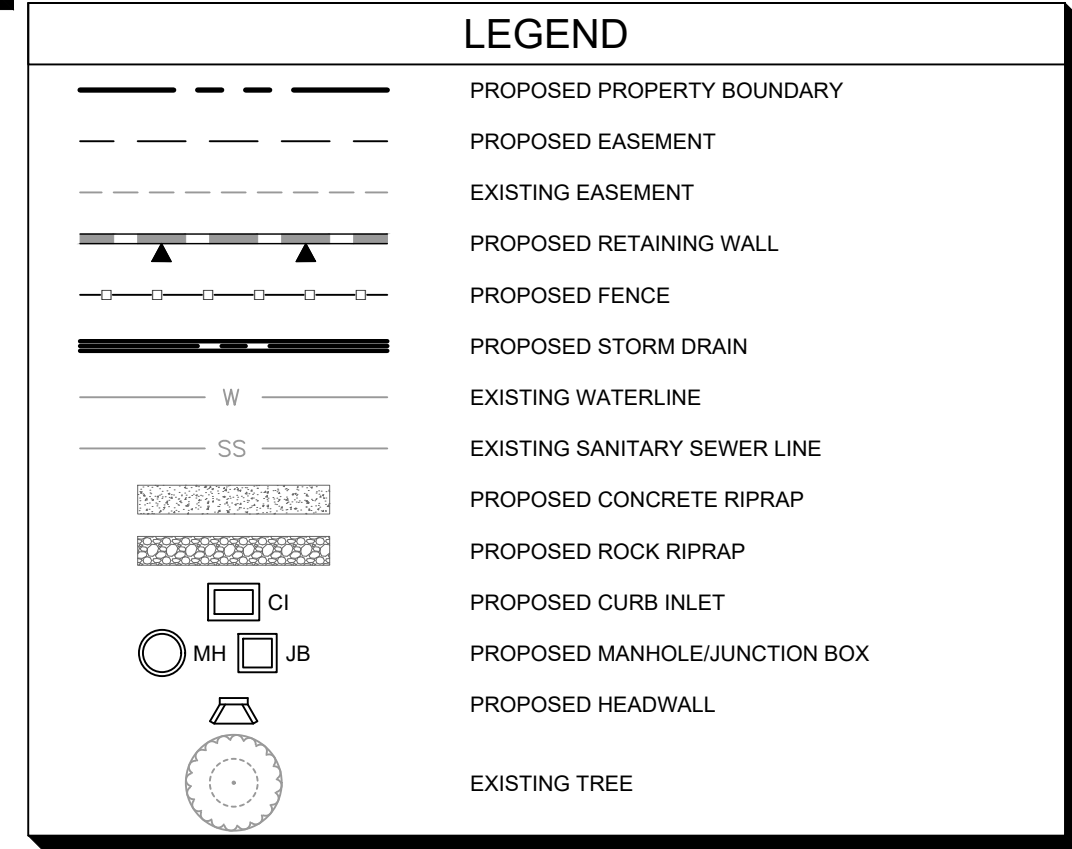 LEGEND
PROPOSED PROPERTY BOUNDARY
PROPOSED EASEMENT
EXISTING EASEMENT
PROPOSED RETAINING WALL
PROPOSED FENCE
PROPOSED STORM DRAIN
W EXISTING WATERLINE
SS EXISTING SANITARY SEWER LINE
PROPOSED CONCRETE RIPRAP
PROPOSED ROCK RIPRAP
CI PROPOSED CURB INLET
MH JB PROPOSED MANHOLE/JUNCTION BOX
PROPOSED HEADWALL
EXISTING TREE